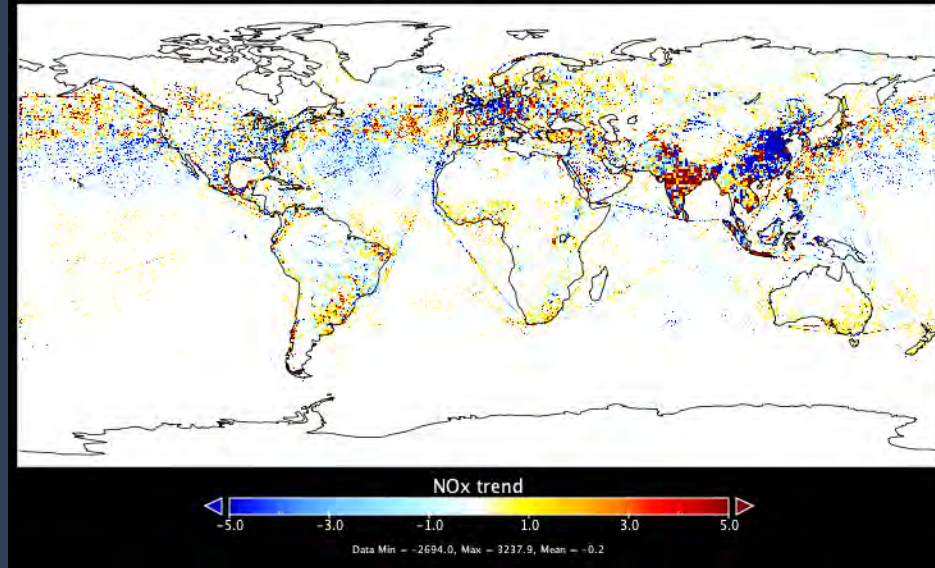 NOx trend
-5.0 -3.0 -1.0 1.0 3.0 5.0
Data Min = -2694.0, Max = 3237.9, Mean = -0.2